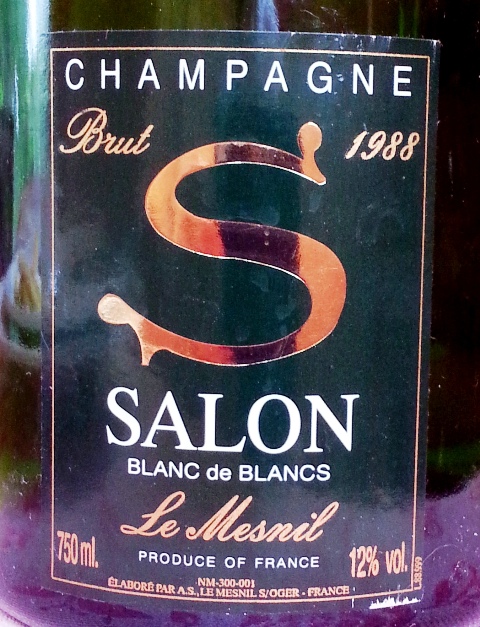 CHAMPAGNE
Brut 1988
S
SALON
BLANC de BLANCS
Le Mesnil
750 ml. PRODUCE OF FRANCE 12% vol.
NM-300-001
ÉLABORÉ PAR A.S., LE MESNIL S/OGER - FRANCE